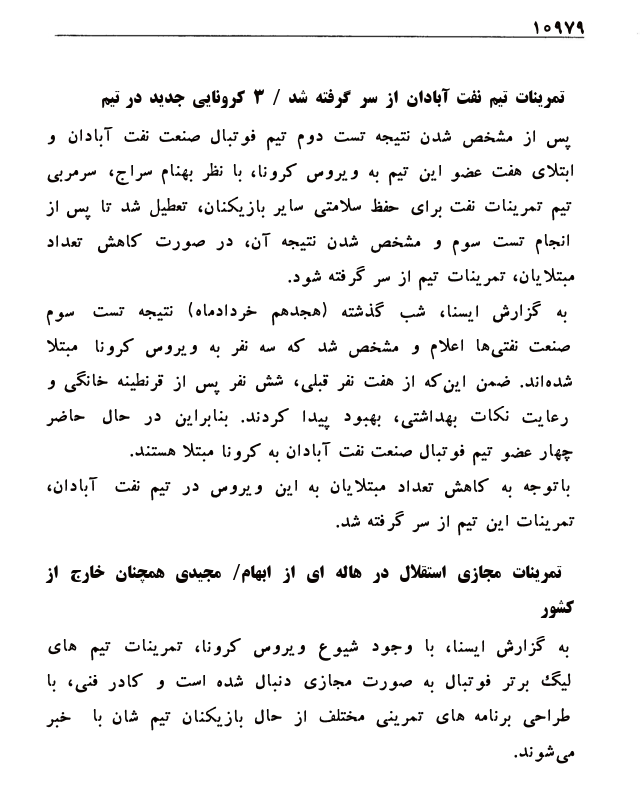 ۱۰۹۷۹
تمرینات تیم نفت آبادان از سر گرفته شد / ۳ کرونایی جدید در تیم
پس از مشخص شدن نتیجه تست دوم تیم فوتبال صنعت نفت آبادان و
ابتلای هفت عضو این تیم به ویروس کرونا، با نظر بهنام سراج، سرمربی
تیم تمرینات نفت برای حفظ سلامتی سایر بازیکنان، تعطیل شد تا پس از
انجام تست سوم و مشخص شدن نتیجه آن، در صورت کاهش تعداد
مبتلایان، تمرینات تیم از سر گرفته شود.
به گزارش ایسنا، شب گذشته (هجدهم خردادماه) نتیجه تست سوم
صنعت نفتی‌ها اعلام و مشخص شد که سه نفر به ویروس کرونا مبتلا
شده‌اند. ضمن این‌که از هفت نفر قبلی، شش نفر پس از قرنطینه خانگی و
رعایت نکات بهداشتی، بهبود پیدا کردند. بنابراین در حال حاضر
چهار عضو تیم فوتبال صنعت نفت آبادان به کرونا مبتلا هستند.
باتوجه به کاهش تعداد مبتلایان به این ویروس در تیم نفت آبادان،
تمرینات این تیم از سر گرفته شد.
تمرینات مجازی استقلال در هاله ای از ابهام/ مجیدی همچنان خارج از
کشور
به گزارش ایسنا، با وجود شیوع ویروس کرونا، تمرینات تیم های
لیگ برتر فوتبال به صورت مجازی دنبال شده است و کادر فنی، با
طراحی برنامه های تمرینی مختلف از حال بازیکنان تیم شان با خبر
می‌شوند.